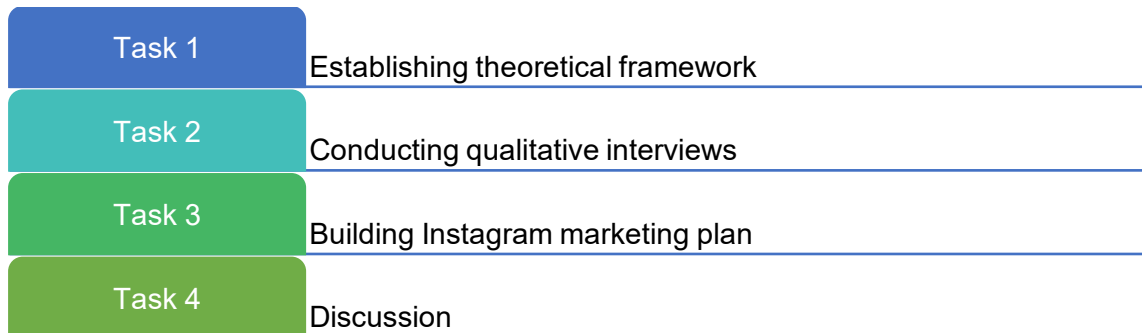 Task 1
Establishing theoretical framework
Task 2
Conducting qualitative interviews
Task 3
Building Instagram marketing plan
Task 4
Discussion